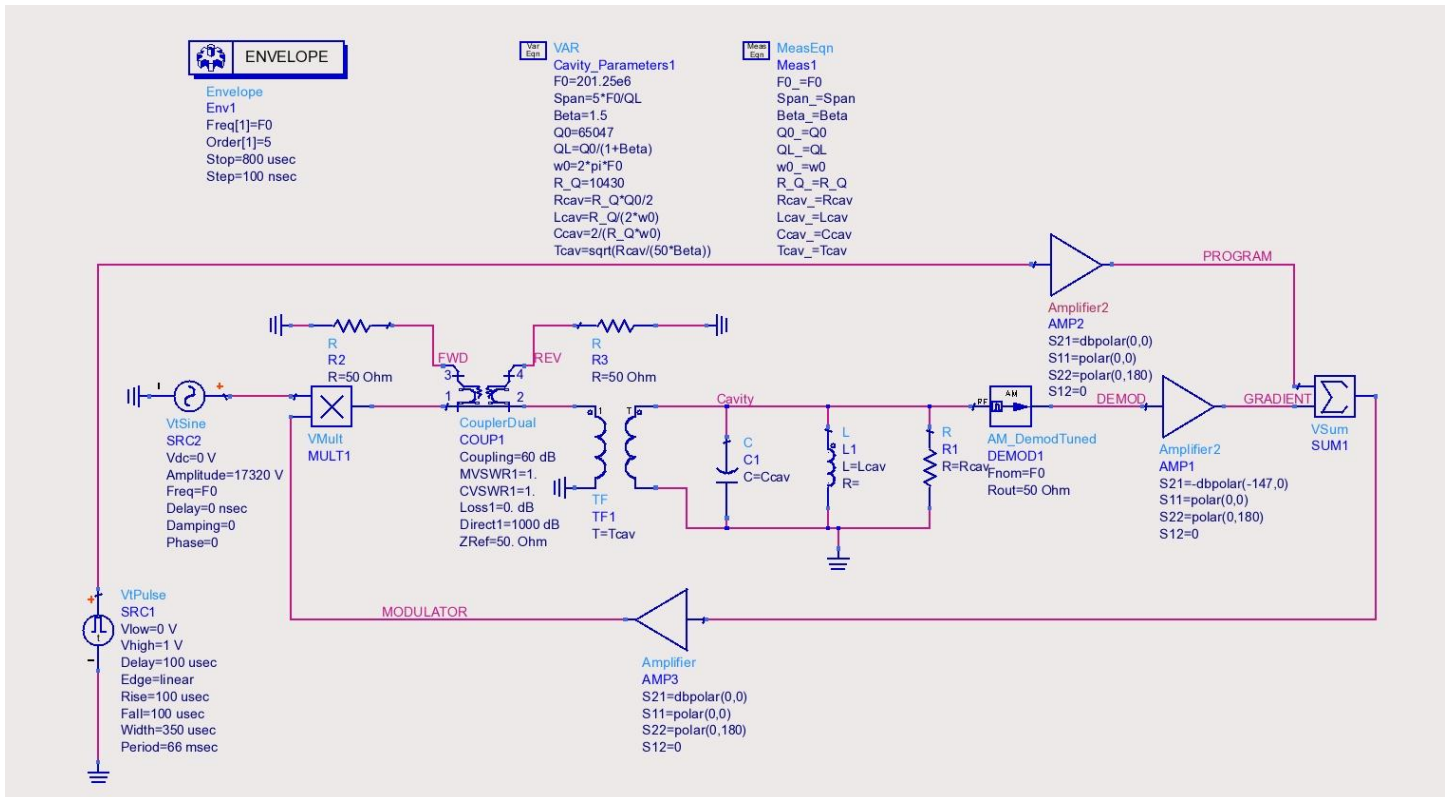 ENVELOPE
Envelope
Env1
Freq[1]=F0
Order[1]=5
Stop=800 usec
Step=100 nsec
Var
Eqn
VAR
Cavity_Parameters1
F0=201.25e6
Span=5*F0/QL
Beta=1.5
Q0=65047
QL=Q0/(1+Beta)
w0=2*pi*F0
R_Q=10430
Rcav=R_Q*Q0/2
Lcav=R_Q/(2*w0)
Ccav=2/(R_Q*w0)
Tcav=sqrt(Rcav/(50*Beta))
Meas
Eqn
MeasEqn
Meas1
F0_=F0
Span_=Span
Beta_=Beta
Q0_=Q0
QL_=QL
w0_=w0
R_Q_=R_Q
Rcav_=Rcav
Lcav_=Lcav
Ccav_=Ccav
Tcav_=Tcav
PROGRAM
Amplifier2
AMP2
S21=dbpolar(0,0)
S11=polar(0,0)
S22=polar(0,180)
S12=0
R
R2
R=50 Ohm
FWD
REV
R
R3
R=50 Ohm
3
4
1
2
VtSine
SRC2
Vdc=0 V
Amplitude=17320 V
Freq=F0
Delay=0 nsec
Damping=0
Phase=0
VMult
MULT1
CouplerDual
COUP1
Coupling=60 dB
MVSWR1=1.
CVSWR1=1.
Loss1=0. dB
Direct1=1000 dB
ZRef=50. Ohm
1
T
TF
TF1
T=Tcav
Cavity
C
C1
C=Ccav
L
L1
L=Lcav
R=
R
R1
R=Rcav
RF
AM
AM_DemodTuned
DEMOD1
Fnom=F0
Rout=50 Ohm
DEMOD
Amplifier2
AMP1
S21=-dbpolar(-147,0)
S11=polar(0,0)
S22=polar(0,180)
S12=0
GRADIENT
VSum
SUM1
MODULATOR
Amplifier
AMP3
S21=dbpolar(0,0)
S11=polar(0,0)
S22=polar(0,180)
S12=0
VtPulse
SRC1
Vlow=0 V
Vhigh=1 V
Delay=100 usec
Edge=linear
Rise=100 usec
Fall=100 usec
Width=350 usec
Period=66 msec
t